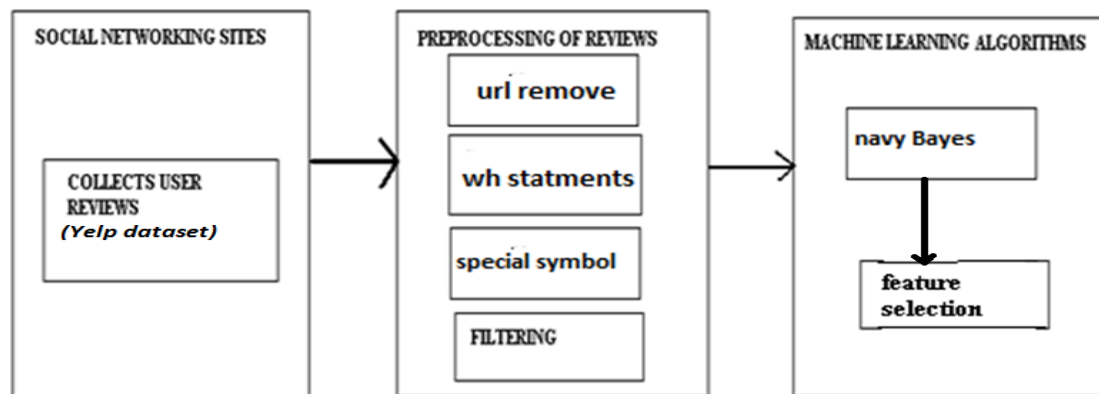 SOCIAL NETWORKING SITES
COLLECTS USER
REVIEWS
(Yelp dataset)
PREPROCESSING OF REVIEWS
url remove
wh statments
special symbol
FILTERING
MACHINE LEARNING ALGORITHMS
navy Bayes
feature
selection